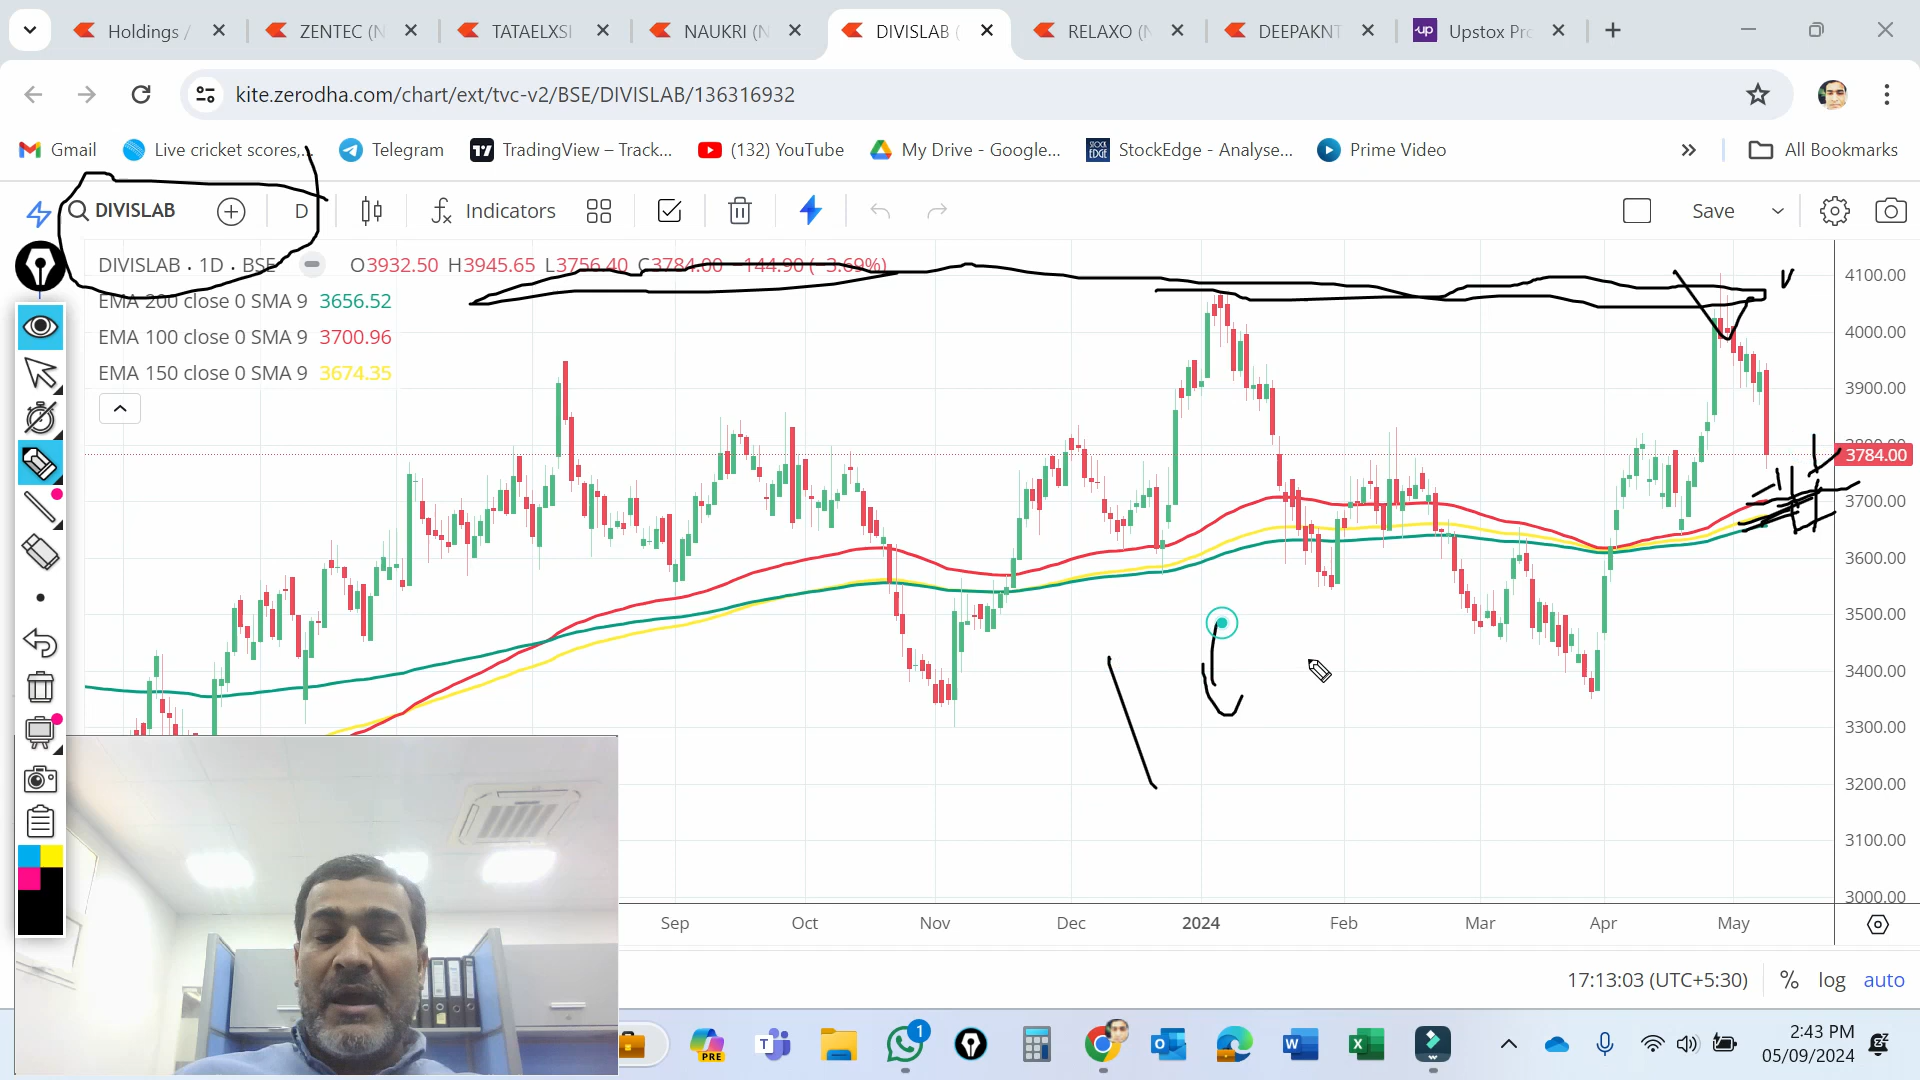 Holdings / ZENTEC (N TATAELXSI NAUKRI (N DIVISLAB ( RELAXO (N DEEPAKNT Upstox Pro
kite.zerodha.com/chart/ext/tvc-v2/BSE/DIVISLAB/136316932
Gmail Live cricket scores,... Telegram TradingView – Track... (132) YouTube My Drive - Google... StockEdge - Analyse... Prime Video » All Bookmarks
DIVISLAB D Indicators Save
DIVISLAB · 1D · BSE O3932.50 H3945.65 L3756.40 C3784.00 −144.90 (−3.69%)
EMA 200 close 0 SMA 9 3656.52
EMA 100 close 0 SMA 9 3700.96
EMA 150 close 0 SMA 9 3674.35
4100.00
4000.00
3900.00
3800.00
3784.00
3700.00
3600.00
3500.00
3400.00
3300.00
3200.00
3100.00
3000.00
Sep Oct Nov Dec 2024 Feb Mar Apr May
17:13:03 (UTC+5:30) % log auto
PRE
1
2:43 PM
05/09/2024